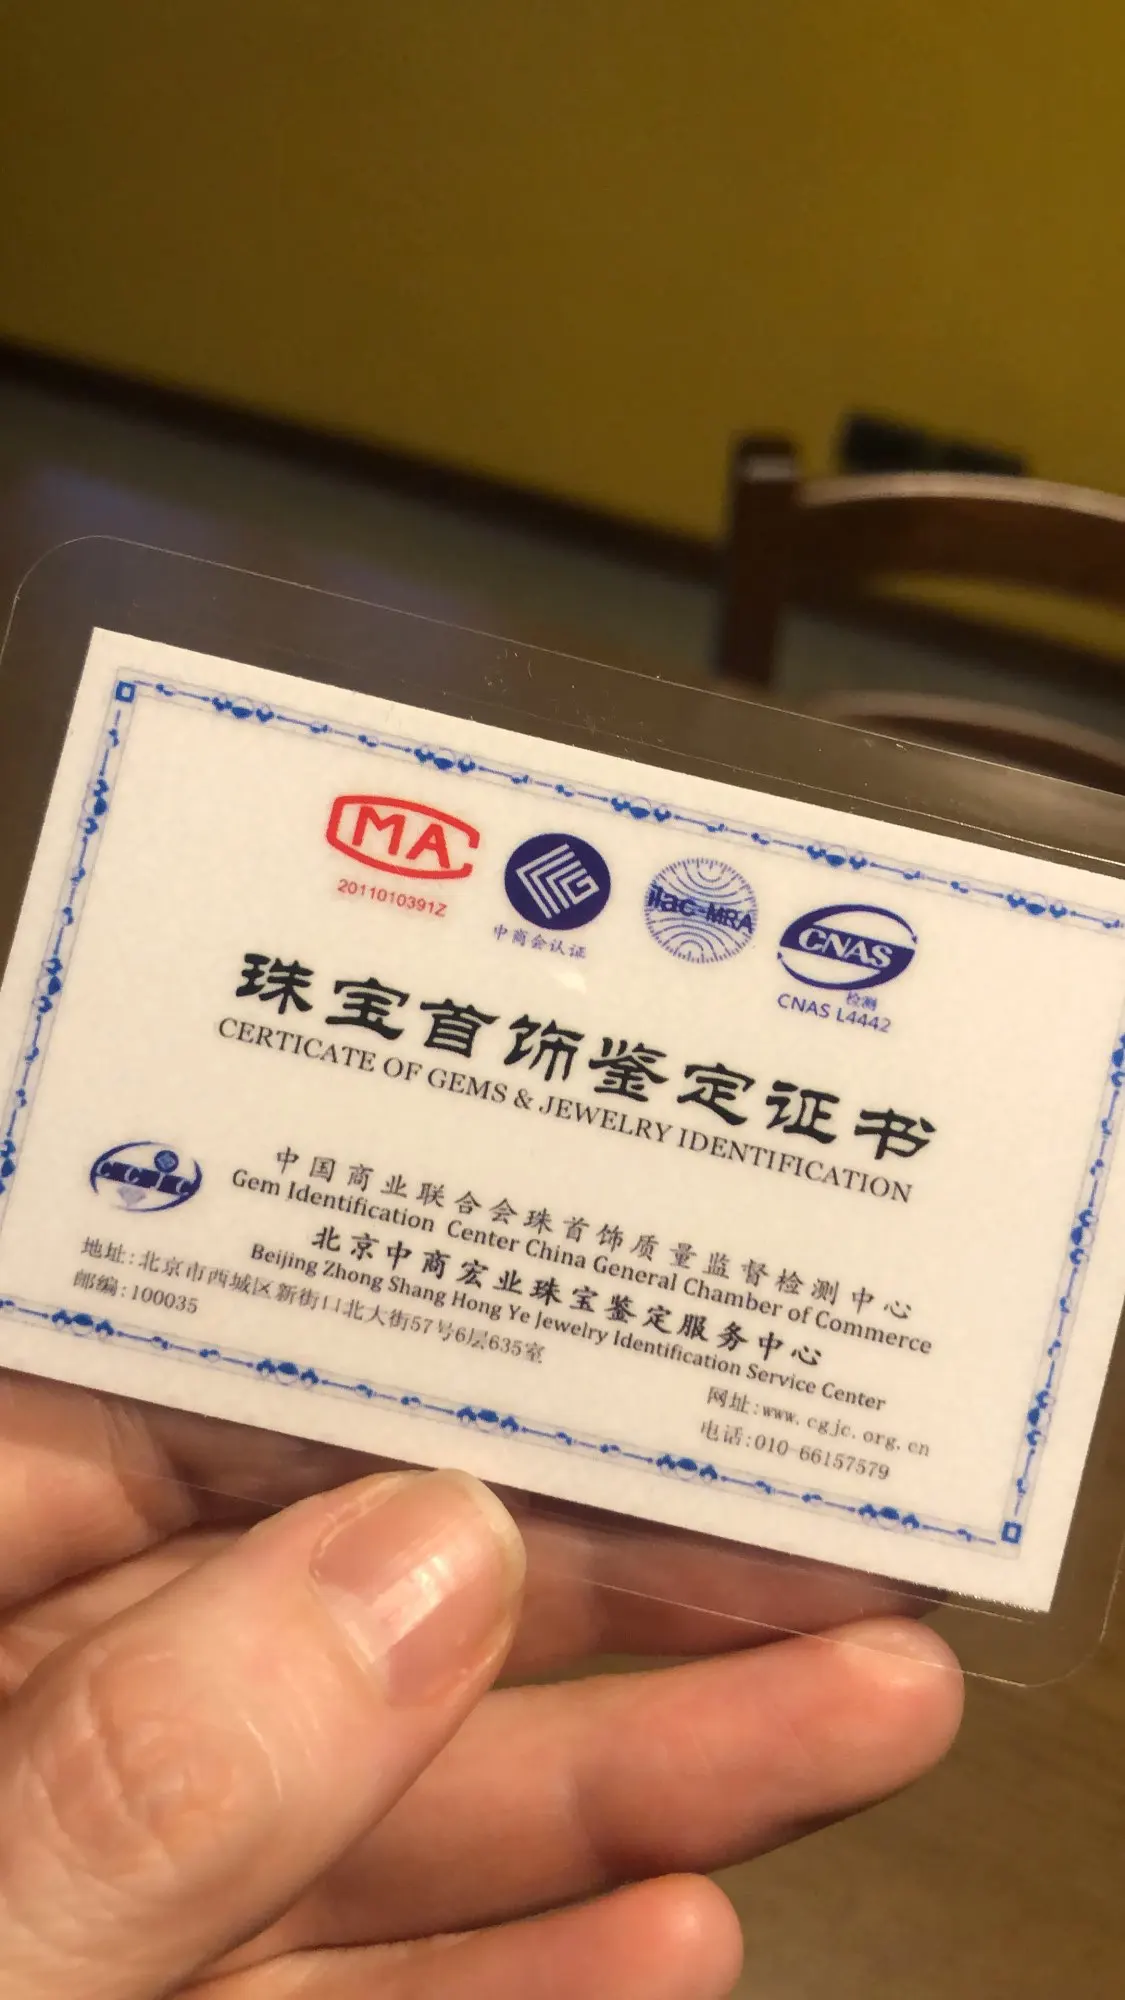 MA
2011010391Z
中商会认证
ilac-MRA
CNAS
检测
CNAS L4442
珠宝首饰鉴定证书
CERTICATE OF GEMS & JEWELRY IDENTIFICATION
CCIC
中国商业联合会珠首饰质量监督检测中心
Gem Identification Center China General Chamber of Commerce
北京中商宏业珠宝鉴定服务中心
Beijing Zhong Shang Hong Ye Jewelry Identification Service Center
地址:北京市西城区新街口北大街57号6层635室
邮编:100035
网址:www.cgjc.org.cn
电话:010-66157579